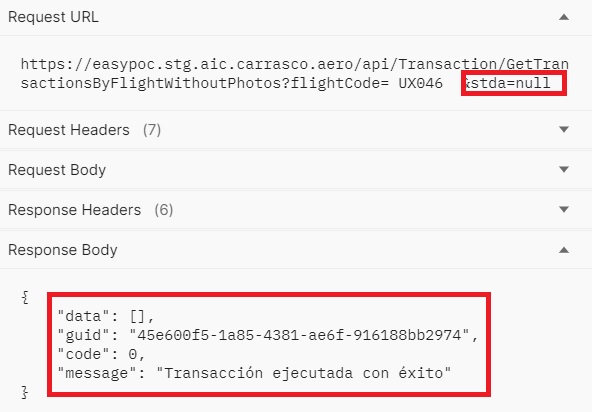 Request URL
https://easypoc.stg.aic.carrasco.aero/api/Transaction/GetTran
sactionsByFlightWithoutPhotos?flightCode= UX046 &stda=null
Request Headers (7)
Request Body
Response Headers (6)
Response Body
{
"data": [],
"guid": "45e600f5-1a85-4381-ae6f-916188bb2974",
"code": 0,
"message": "Transacción ejecutada con éxito"
}